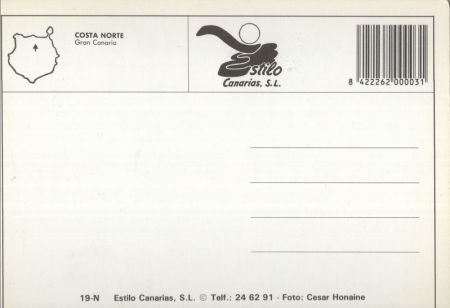 COSTA NORTE
Gran Canaria
Estilo
Canarias, S.L.
8 422262 000031
19-N Estilo Canarias, S.L. © Telf.: 24 62 91 - Foto: Cesar Honaine